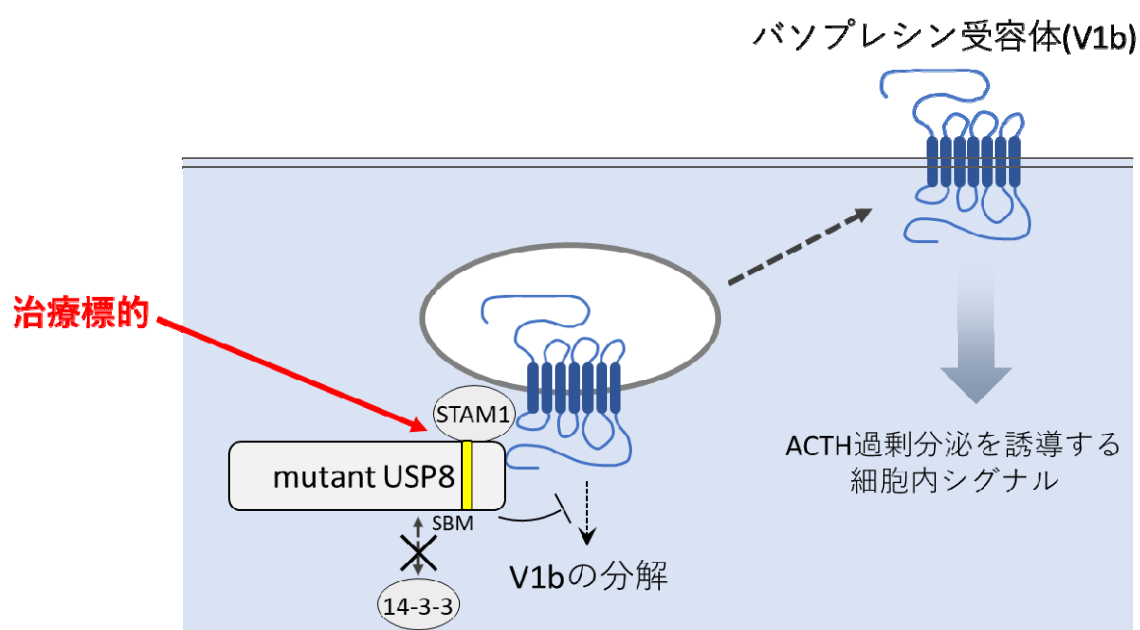 バソプレシン受容体(V1b)
治療標的
STAM1
mutant USP8
SBM
14-3-3
V1bの分解
ACTH過剰分泌を誘導する
細胞内シグナル